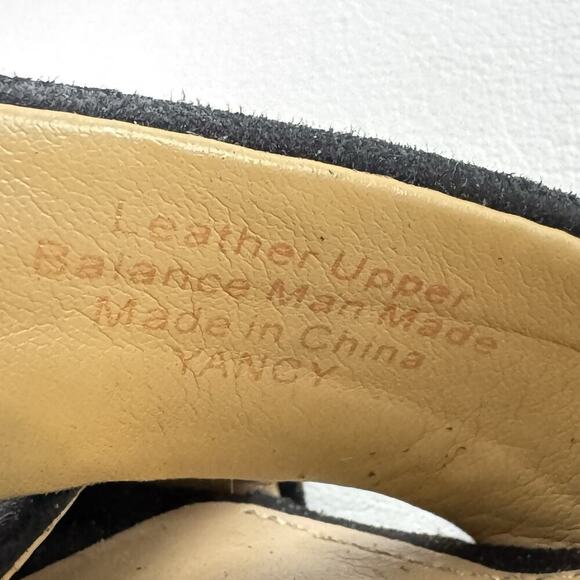 Leather Upper
Balance Man Made
Made in China
YANCY